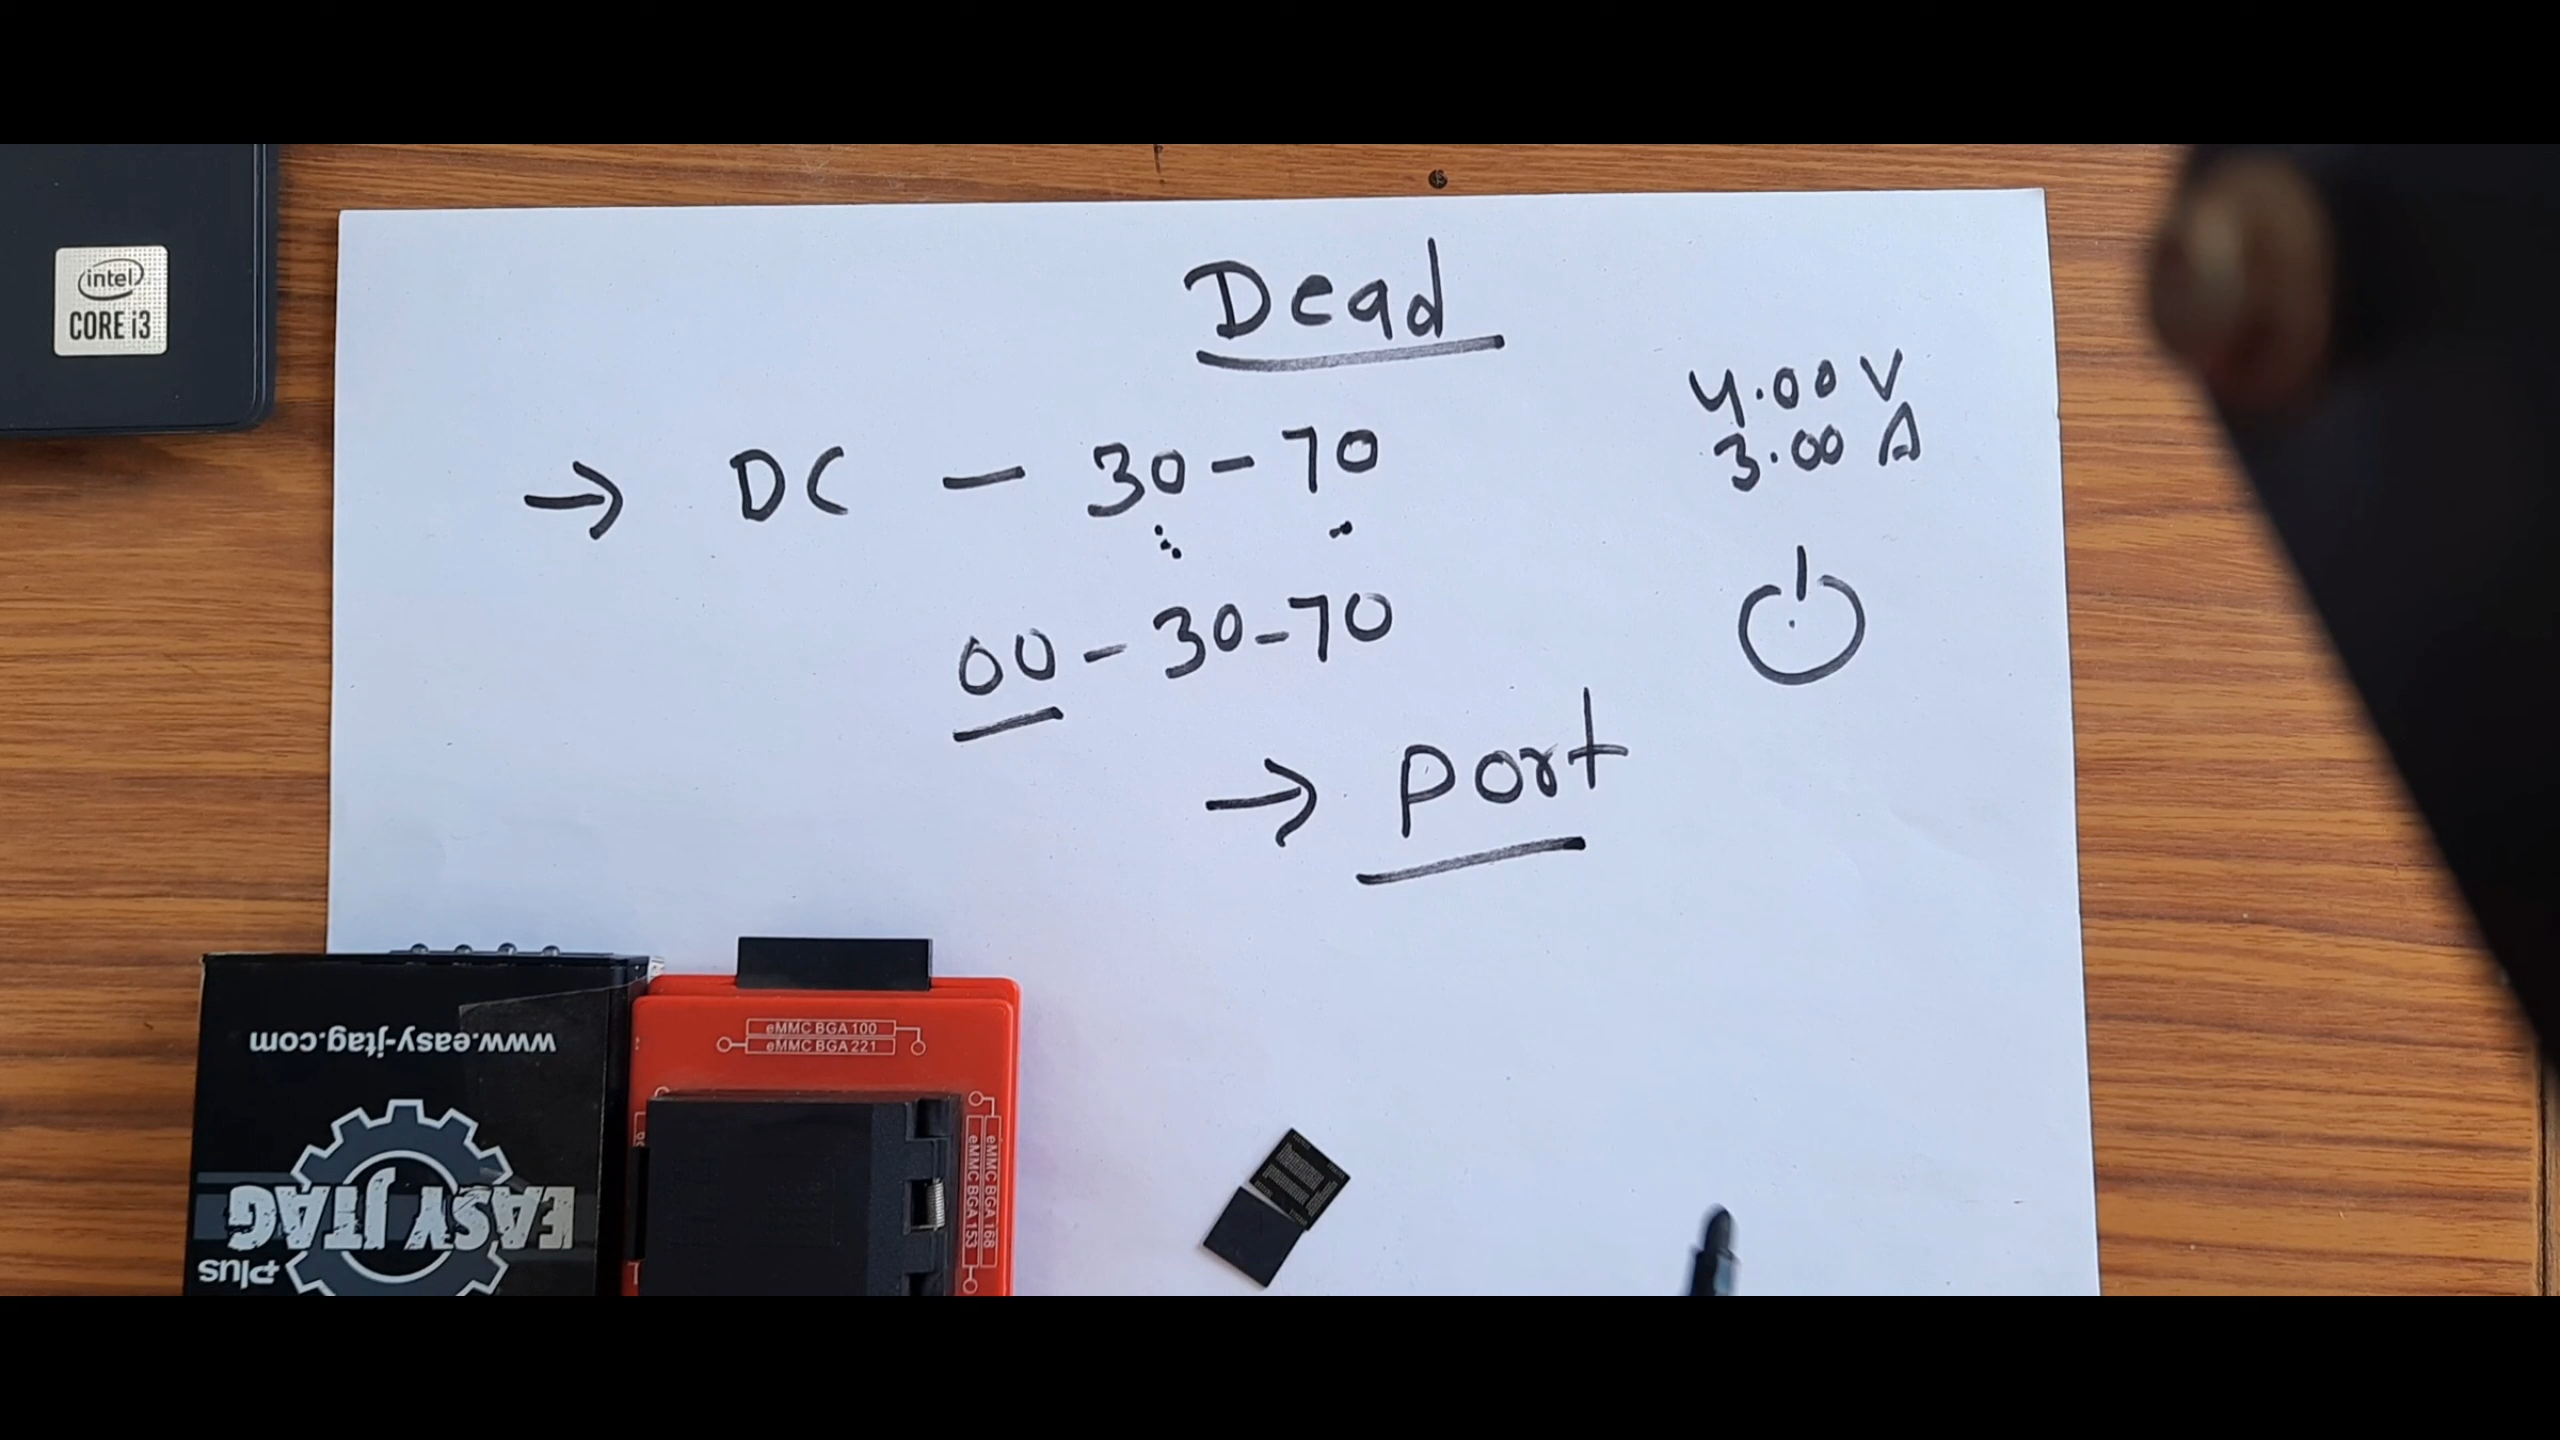 intel
CORE i3
Dead
4.00 V
3.00 A
→ DC - 30-70
00 - 30-70
→ Port
www.easy-jtag.com
EASY JTAG
Plus
eMMC BGA 100
eMMC BGA 221
eMMC BGA 168
eMMC BGA 153